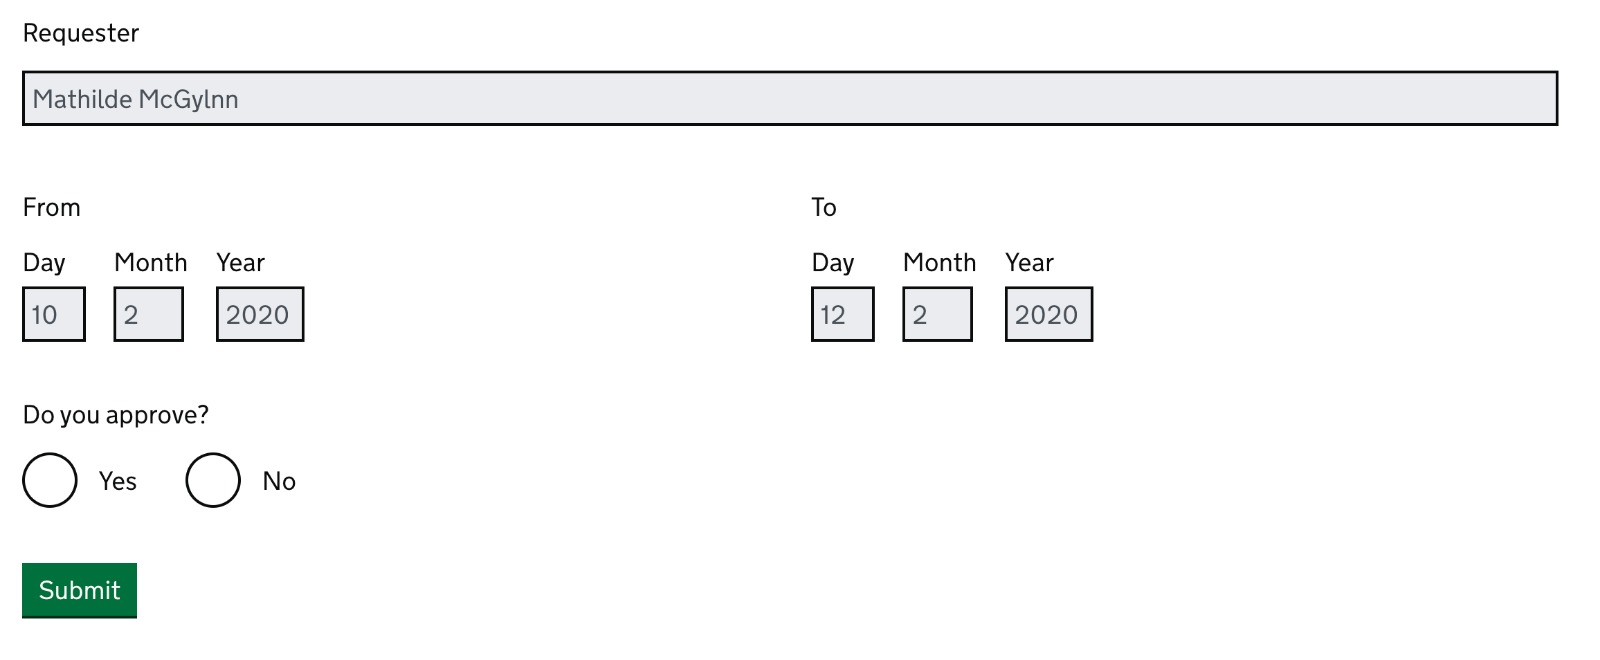 Requester
Mathilde McGylnn
From
To
Day Month Year
Day Month Year
10 2 2020
12 2 2020
Do you approve?
Yes No
Submit